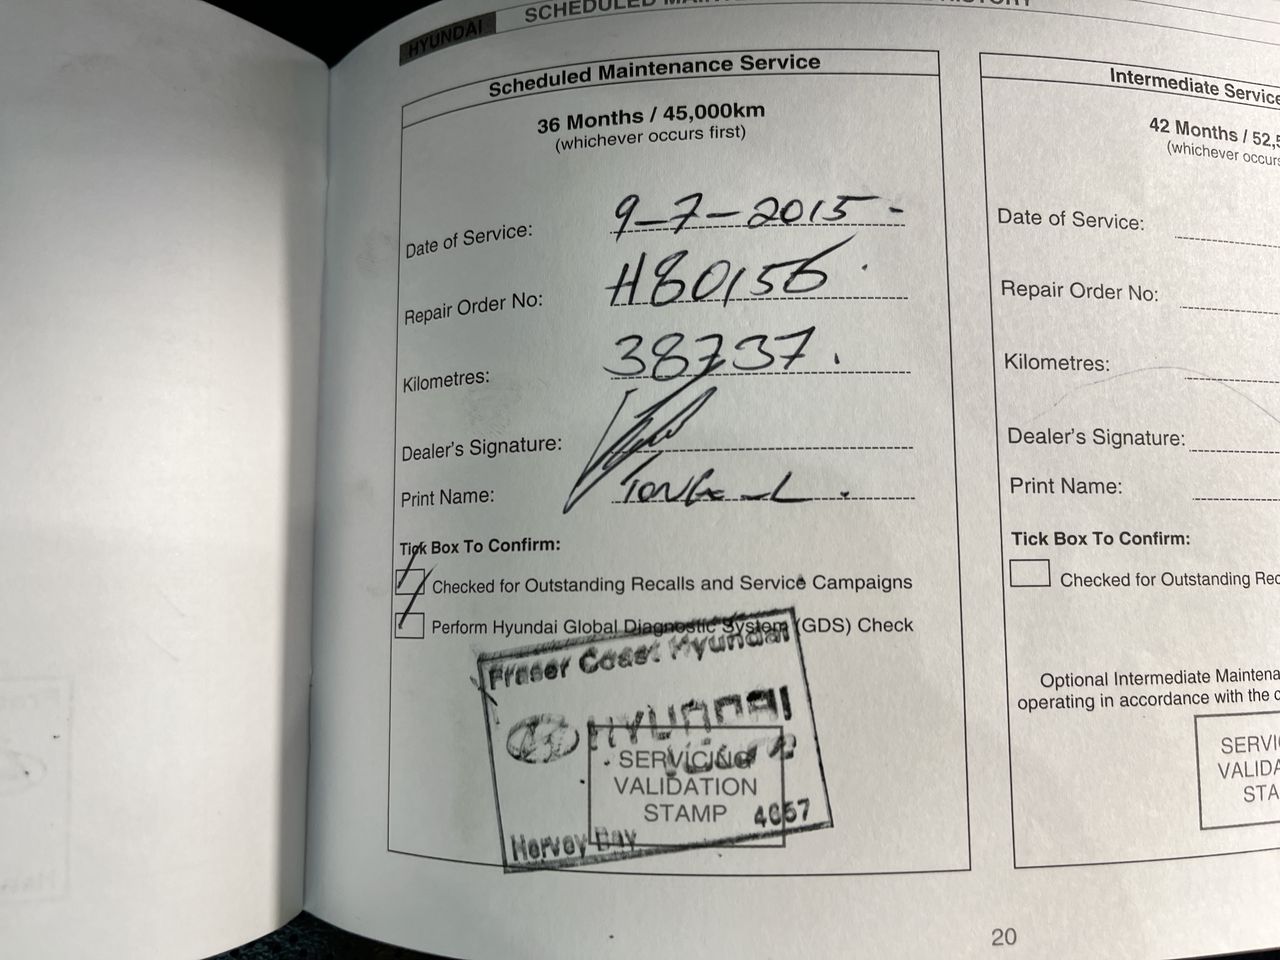 HYUNDAI
Scheduled Maintenance Service
36 Months / 45,000km
(whichever occurs first)
Date of Service: 9-7-2015-
Repair Order No: H80156.
Kilometres: 38737.
Dealer's Signature:
Print Name:
Tick Box To Confirm:
Checked for Outstanding Recalls and Service Campaigns
Perform Hyundai Global Diagnostic System (GDS) Check
Fraser Coast Hyundai
HYUNDAI
SERVICING
VALIDATION
STAMP
Hervey Bay
Intermediate Service
42 Months / 52,5
(whichever occurs
Date of Service:
Repair Order No:
Kilometres:
Dealer's Signature:
Print Name:
Tick Box To Confirm:
Checked for Outstanding Rec
Optional Intermediate Maintena
operating in accordance with the
SERVI
VALIDA
STA
20